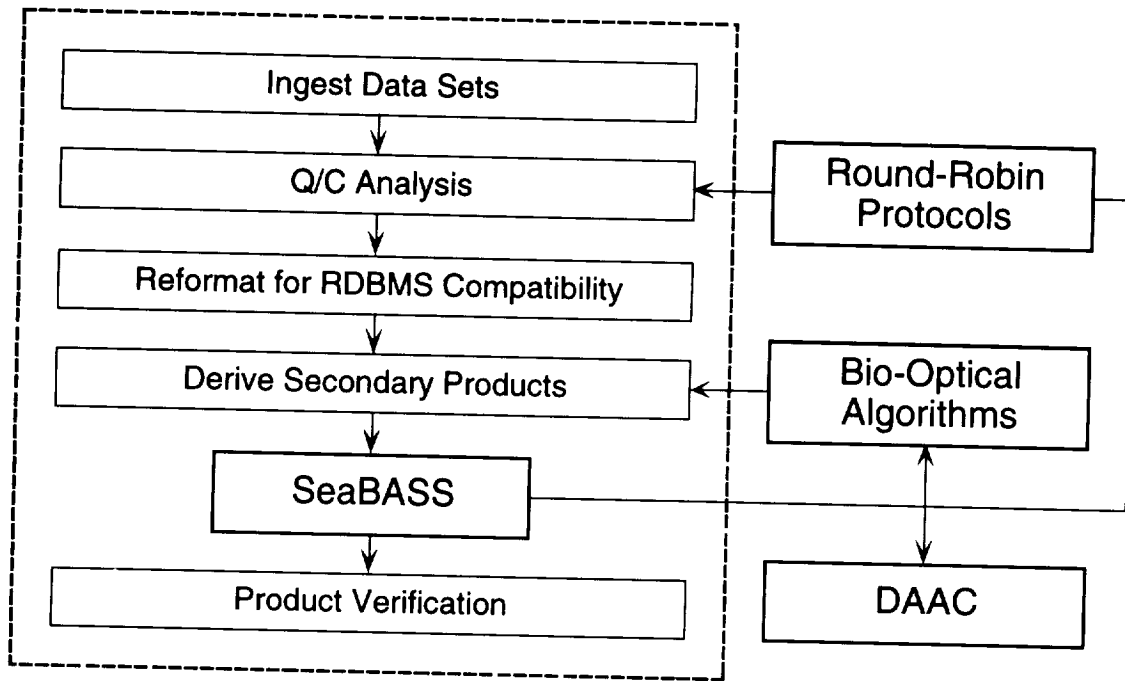 Ingest Data Sets
Q/C Analysis
Reformat for RDBMS Compatibility
Derive Secondary Products
SeaBASS
Product Verification
Round-Robin
Protocols
Bio-Optical
Algorithms
DAAC